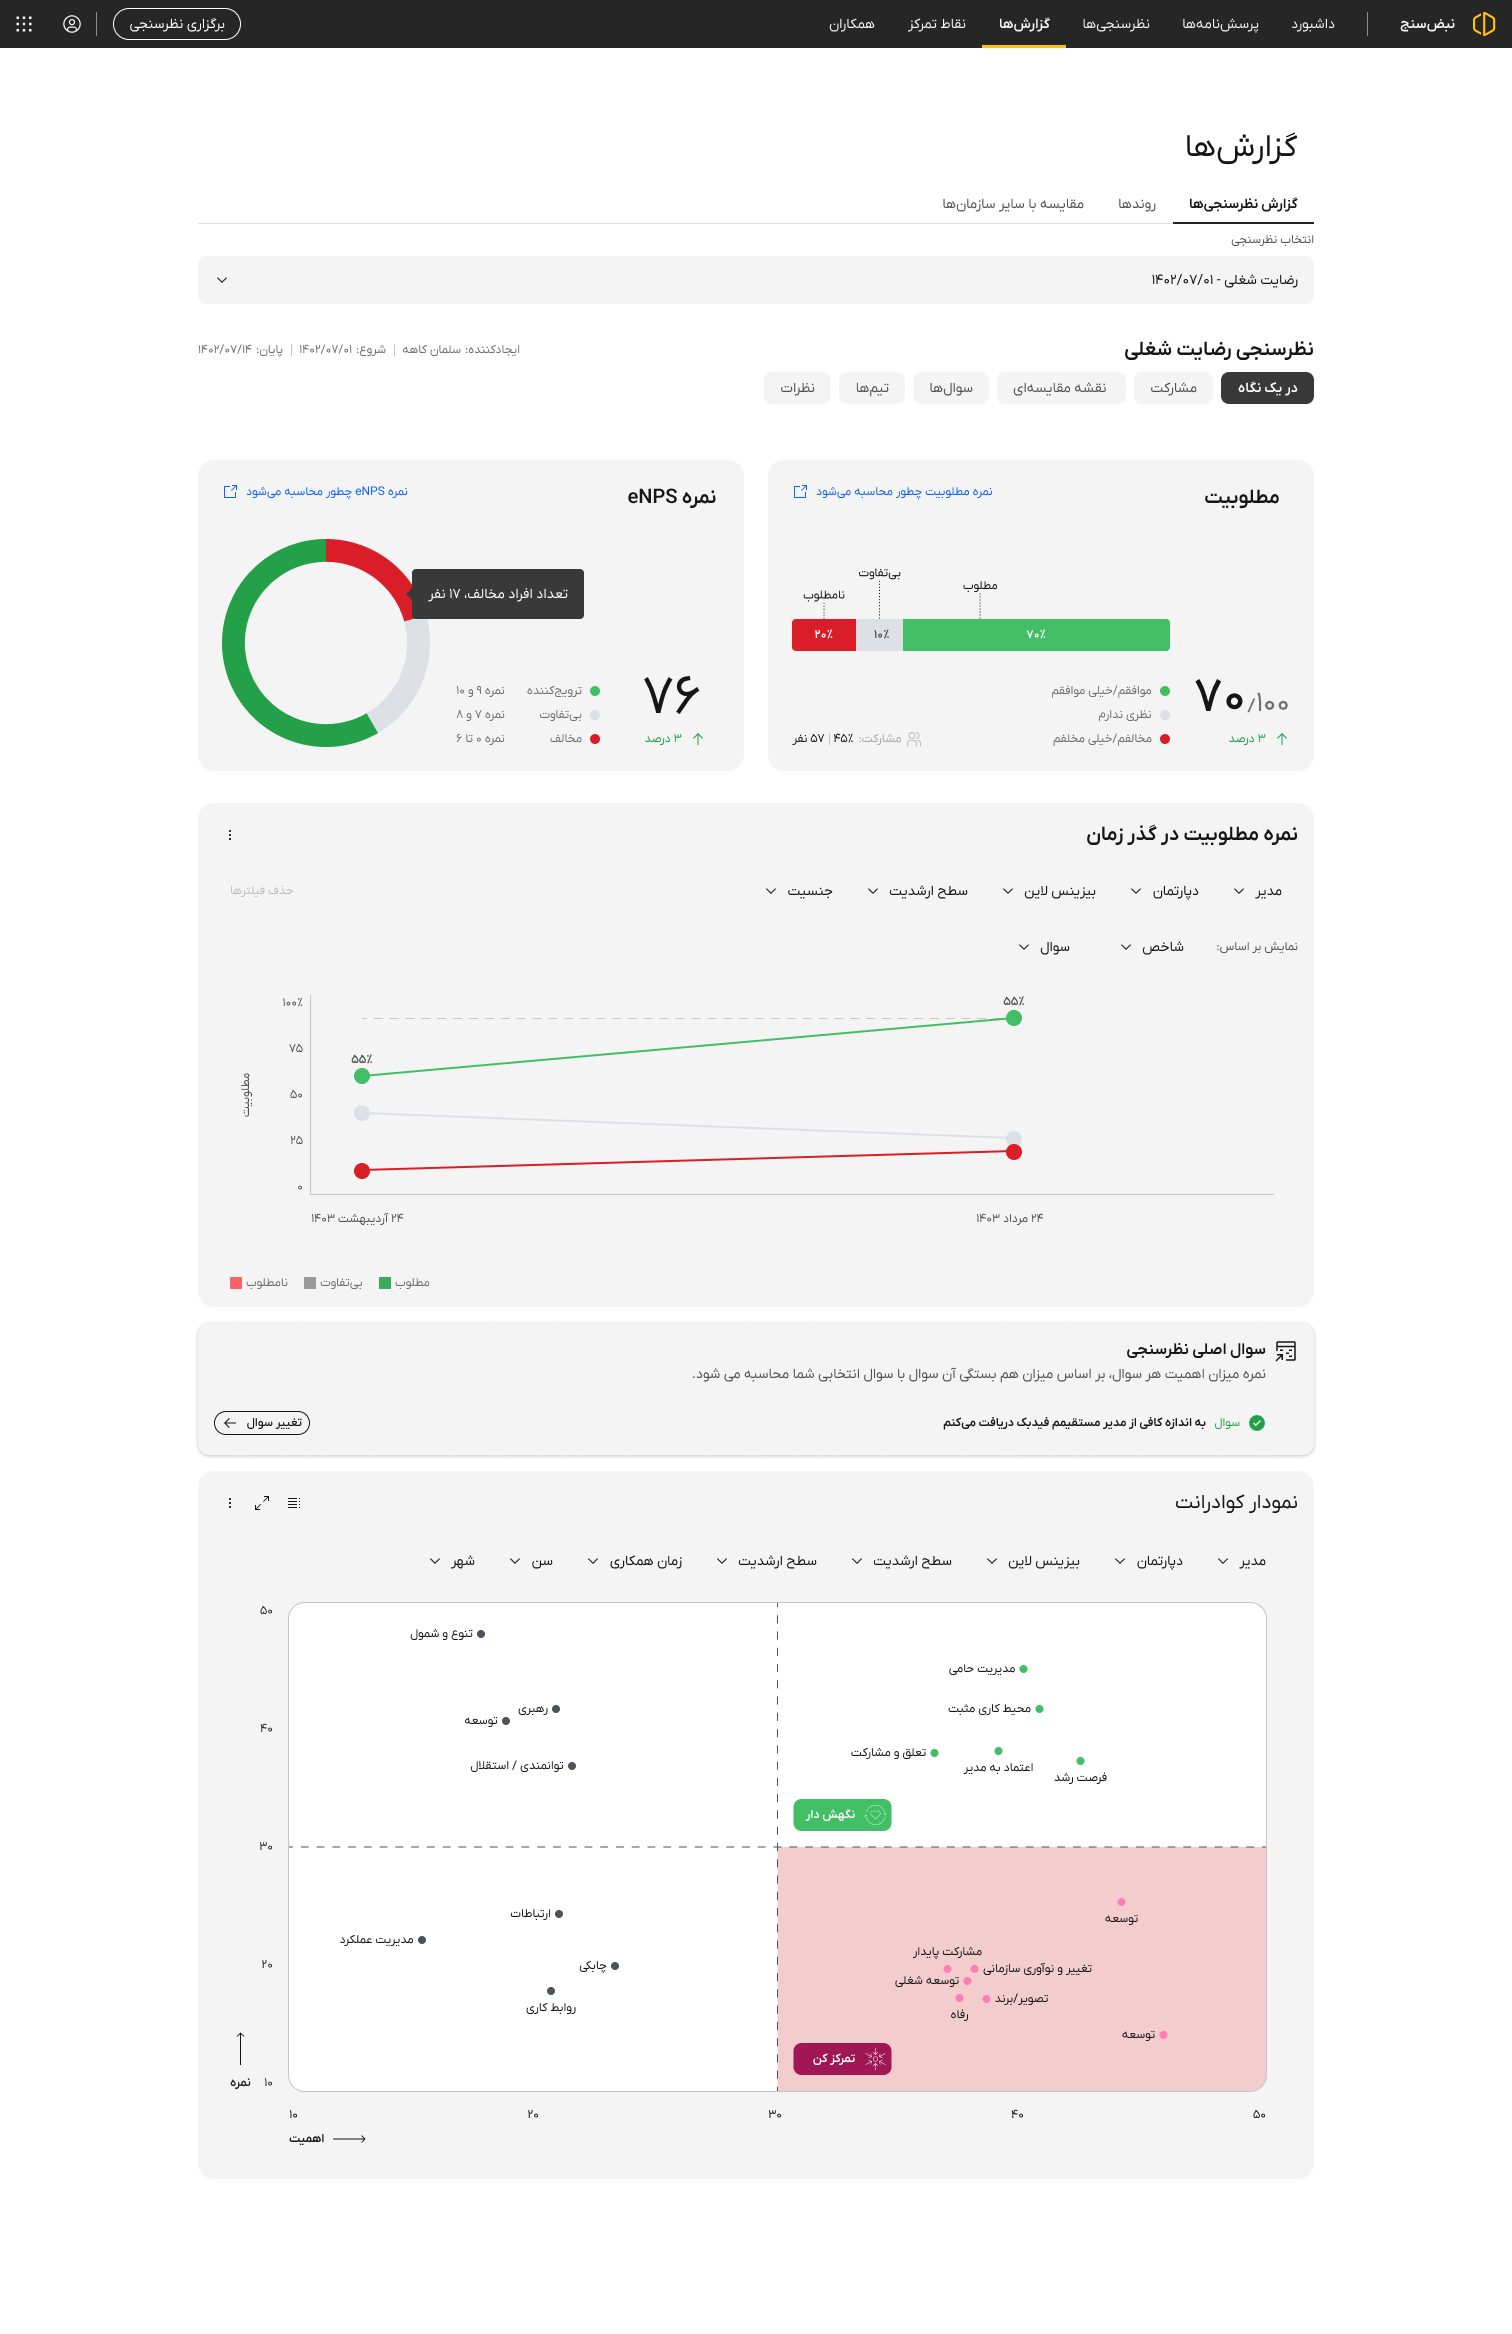 نبض‌سنج
داشبورد
پرسش‌نامه‌ها
نظرسنجی‌ها
گزارش‌ها
نقاط تمرکز
همکاران
برگزاری نظرسنجی
گزارش‌ها
گزارش نظرسنجی‌ها
روندها
مقایسه با سایر سازمان‌ها
انتخاب نظرسنجی
رضایت شغلی - ۱۴۰۲/۰۷/۰۱
نظرسنجی رضایت شغلی
ایجادکننده: سلمان کاهه | شروع: ۱۴۰۲/۰۷/۰۱ | پایان: ۱۴۰۲/۰۷/۱۴
در یک نگاه
مشارکت
نقشه مقایسه‌ای
سوال‌ها
تیم‌ها
نظرات
مطلوبیت
نمره مطلوبیت چطور محاسبه می‌شود
مطلوب
بی‌تفاوت
نامطلوب
۷۰٪
۱۰٪
۲۰٪
۷۰/۱۰۰
۳ درصد
موافقم/خیلی موافقم
نظری ندارم
مخالفم/خیلی مخلفم
مشارکت: ۴۵٪ | ۵۷ نفر
نمره eNPS
نمره eNPS چطور محاسبه می‌شود
تعداد افراد مخالف، ۱۷ نفر
۷۶
۳ درصد
ترویج‌کننده نمره ۹ و ۱۰
بی‌تفاوت نمره ۷ و ۸
مخالف نمره ۰ تا ۶
نمره مطلوبیت در گذر زمان
مدیر
دپارتمان
بیزینس لاین
سطح ارشدیت
جنسیت
حذف فیلترها
نمایش بر اساس:
شاخص
سوال
۱۰۰٪
۷۵
۵۰
۲۵
۰
مطلوبیت
۵۵٪
۵۵٪
۲۴ آردیبهشت ۱۴۰۳
۲۴ مرداد ۱۴۰۳
مطلوب
بی‌تفاوت
نامطلوب
سوال اصلی نظرسنجی
نمره میزان اهمیت هر سوال، بر اساس میزان هم بستگی آن سوال با سوال انتخابی شما محاسبه می شود.
سوال به اندازه کافی از مدیر مستقیمم فیدبک دریافت می‌کنم
تغییر سوال
نمودار کوادرانت
مدیر
دپارتمان
بیزینس لاین
سطح ارشدیت
سطح ارشدیت
زمان همکاری
سن
شهر
۵۰
۴۰
۳۰
۲۰
۱۰
نمره
مدیریت حامی
محیط کاری مثبت
تعلق و مشارکت
اعتماد به مدیر
فرصت رشد
نگهش دار
تنوع و شمول
رهبری
توسعه
توانمندی / استقلال
توسعه
مشارکت پایدار
تغییر و نوآوری سازمانی
توسعه شغلی
تصویر/برند
رفاه
توسعه
تمرکز کن
ارتباطات
مدیریت عملکرد
چابکی
روابط کاری
۱۰
۲۰
۳۰
۴۰
۵۰
اهمیت